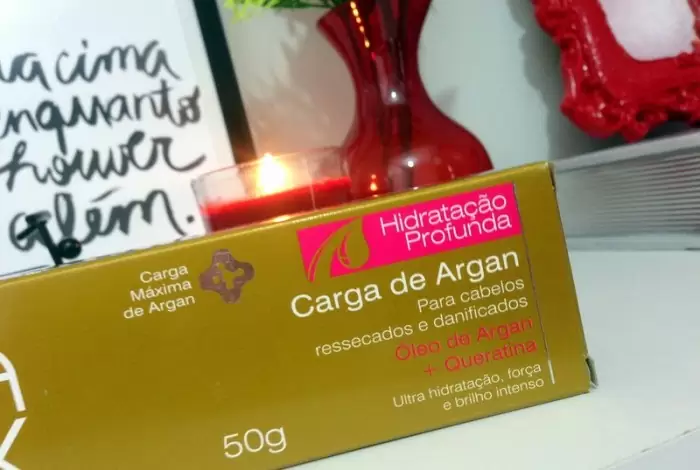 acima
enquanto
houver
além.
Carga
Máxima
de Argan
Hidratação
Profunda
Carga de Argan
Para cabelos
ressecados e danificados
Óleo de Argan
+ Queratina
Ultra hidratação, força
e brilho intenso
50g